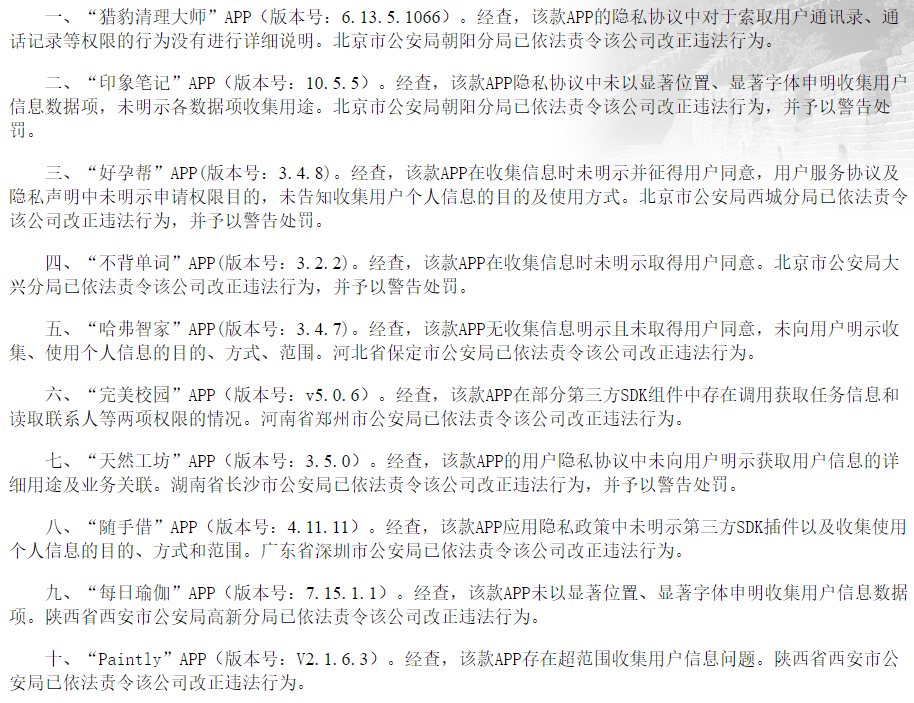 一、“猎豹清理大师”APP（版本号：6.13.5.1066）。经查，该款APP的隐私协议中对于索取用户通讯录、通
话记录等权限的行为没有进行详细说明。北京市公安局朝阳分局已依法责令该公司改正违法行为。
二、“印象笔记”APP（版本号：10.5.5）。经查，该款APP隐私协议中未以显著位置、显著字体申明收集用户
信息数据项，未明示各数据项收集用途。北京市公安局朝阳分局已依法责令该公司改正违法行为，并予以警告处
罚。
三、“好孕帮”APP(版本号：3.4.8)。经查，该款APP在收集信息时未明示并征得用户同意，用户服务协议及
隐私声明中未明示申请权限目的，未告知收集用户个人信息的目的及使用方式。北京市公安局西城分局已依法责令
该公司改正违法行为，并予以警告处罚。
四、“不背单词”APP(版本号：3.2.2)。经查，该款APP在收集信息时未明示取得用户同意。北京市公安局大
兴分局已依法责令该公司改正违法行为，并予以警告处罚。
五、“哈弗智家”APP(版本号：3.4.7)。经查，该款APP无收集信息明示且未取得用户同意，未向用户明示收
集、使用个人信息的目的、方式、范围。河北省保定市公安局已依法责令该公司改正违法行为。
六、“完美校园”APP（版本号：v5.0.6）。经查，该款APP在部分第三方SDK组件中存在调用获取任务信息和
读取联系人等两项权限的情况。河南省郑州市公安局已依法责令该公司改正违法行为。
七、“天然工坊”APP（版本号：3.5.0）。经查，该款APP的用户隐私协议中未向用户明示获取用户信息的详
细用途及业务关联。湖南省长沙市公安局已依法责令该公司改正违法行为，并予以警告处罚。
八、“随手借”APP（版本号：4.11.11）。经查，该款APP应用隐私政策中未明示第三方SDK插件以及收集使用
个人信息的目的、方式和范围。广东省深圳市公安局已依法责令该公司改正违法行为。
九、“每日瑜伽”APP（版本号：7.15.1.1）。经查，该款APP未以显著位置、显著字体申明收集用户信息数据
项。陕西省西安市公安局高新分局已依法责令该公司改正违法行为。
十、“Paintly”APP（版本号：V2.1.6.3）。经查，该款APP存在超范围收集用户信息问题。陕西省西安市公
安局已依法责令该公司改正违法行为。